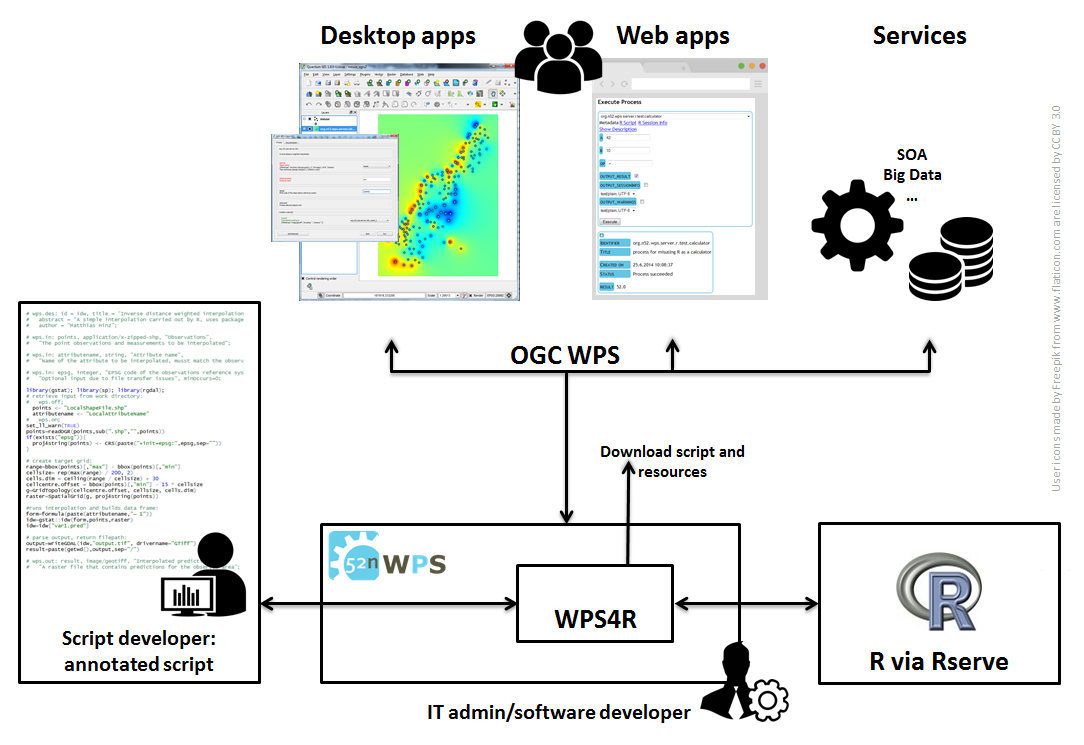 Desktop apps
Web apps
Services
Execute Process
org.n52.wps.server.r.test.calculator
Metadata R Script R Session Info
Show Description
42
10
OP
+
OUTPUT_RESULT
OUTPUT_SESSIONINFO
text/plain; UTF-8
OUTPUT_WARNINGS
text/plain; UTF-8
Execute
IDENTIFIER org.n52.wps.server.r.test.calculator
TITLE process for misusing R as a calculator
CREATED ON 25.6.2014 10:08:37
STATUS Process succeeded
RESULT 52.0
SOA
Big Data
...
User icons made by Freepik from www.flaticon.com are licensed by CC BY 3.0
OGC WPS
Download script and
resources
# wps.des: id = idw, title = "Inverse distance weighted interpolation
# abstract = "A simple interpolation carried out by R, uses package
# author = "Matthias Hinz";
# wps.in: points, application/x-zipped-shp, "Observations",
# "The point observations and measurements to be interpolated";
# wps.in: attributename, string, "Attribute name",
# "Name of the attribute to be interpolated, musst match the obser
# wps.in: epsg, integer, "EPSG code of the observations reference sys
# "Optional input due to file transfer issues", minOccurs=0;
library(gstat); library(sp); library(rgdal);
# retrieve input from work directory:
# wps.off;
points <- "LocalShapeFile.shp"
attributename <- "LocalAttributeName"
# wps.on;
set_ll_warn(TRUE)
points=readOGR(points,sub(".shp","",points))
if(exists("epsg")){
proj4string(points) <- CRS(paste("+init=epsg:",epsg,sep=""))
}
# create target grid:
range=bbox(points)[,"max"] - bbox(points)[,"min"]
cellsize= rep(max(range) / 200, 2)
cells.dim = ceiling(range / cellsize) + 30
cellcentre.offset = bbox(points)[,"min"] - 15 * cellsize
g=GridTopology(cellcentre.offset, cellsize, cells.dim)
raster=SpatialGrid(g, proj4string(points))
#run interpolation and builds data frame:
form=formula(paste(attributename,"~ 1"))
idw=gstat::idw(form,points,raster)
idw=idw["var1.pred"]
# parse output, return filepath:
output=writeGDAL(idw,"output.tif", drivername="GTiff")
result=paste(getwd(),output,sep="/")
# wps.out: result, image/geotiff, "Interpolated predic
# "A raster file that contains predictions for the obser area";
Script developer:
annotated script
52n WPS
WPS4R
R
R via Rserve
IT admin/software developer